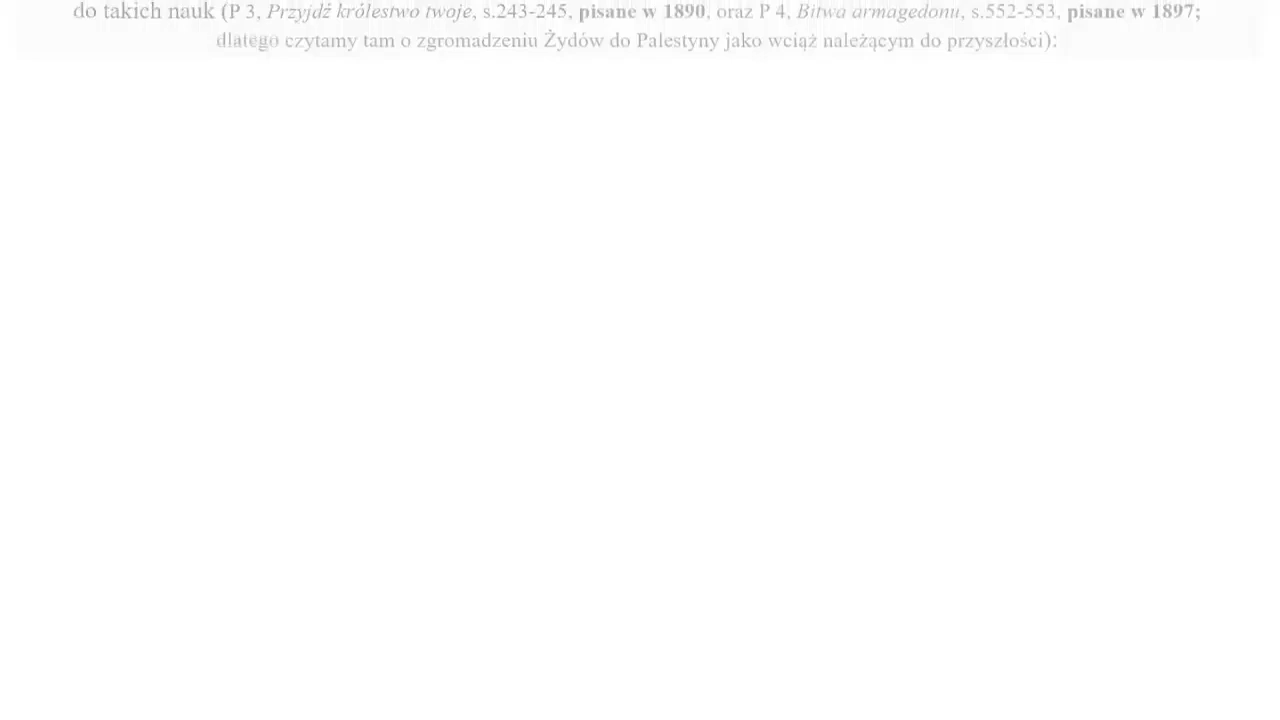 do takich nauk (P 3, Przyjdź królestwo twoje, s.243-245, pisane w 1890, oraz P 4, Bitwa armagedonu, s.552-553, pisane w 1897;
dlatego czytamy tam o zgromadzeniu Żydów do Palestyny jako wciąż należącym do przyszłości):